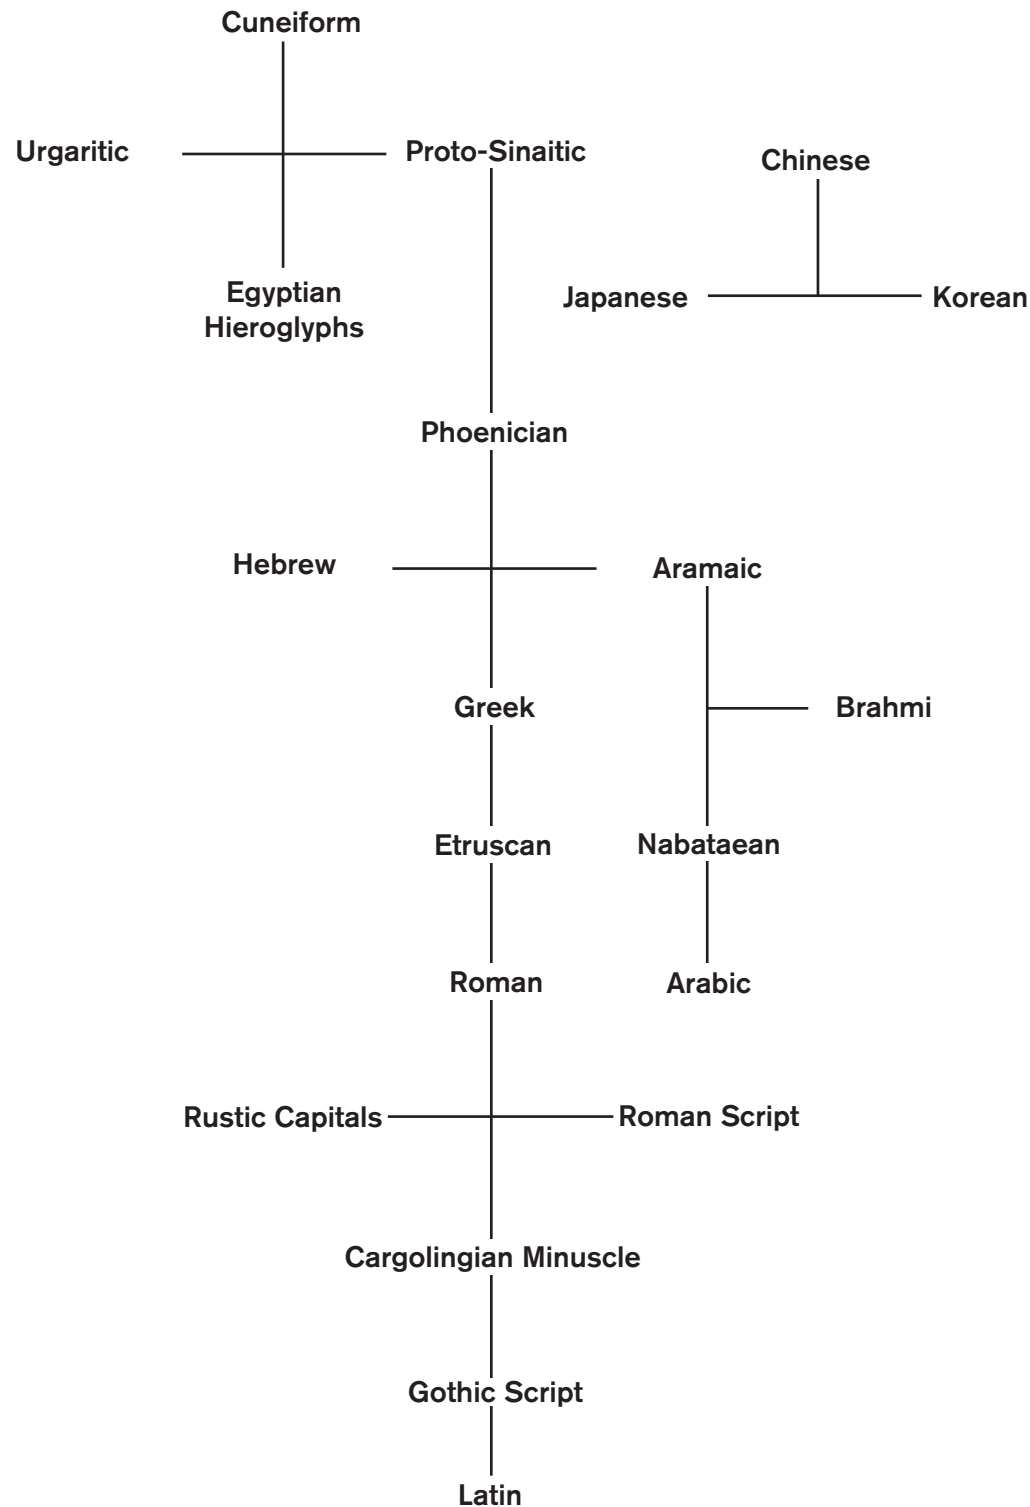 Cuneiform
Urgaritic
Proto-Sinaitic
Chinese
Egyptian
Hieroglyphs
Japanese
Korean
Phoenician
Hebrew
Aramaic
Greek
Brahmi
Etruscan
Nabataean
Roman
Arabic
Rustic Capitals
Roman Script
Cargolingian Minuscle
Gothic Script
Latin